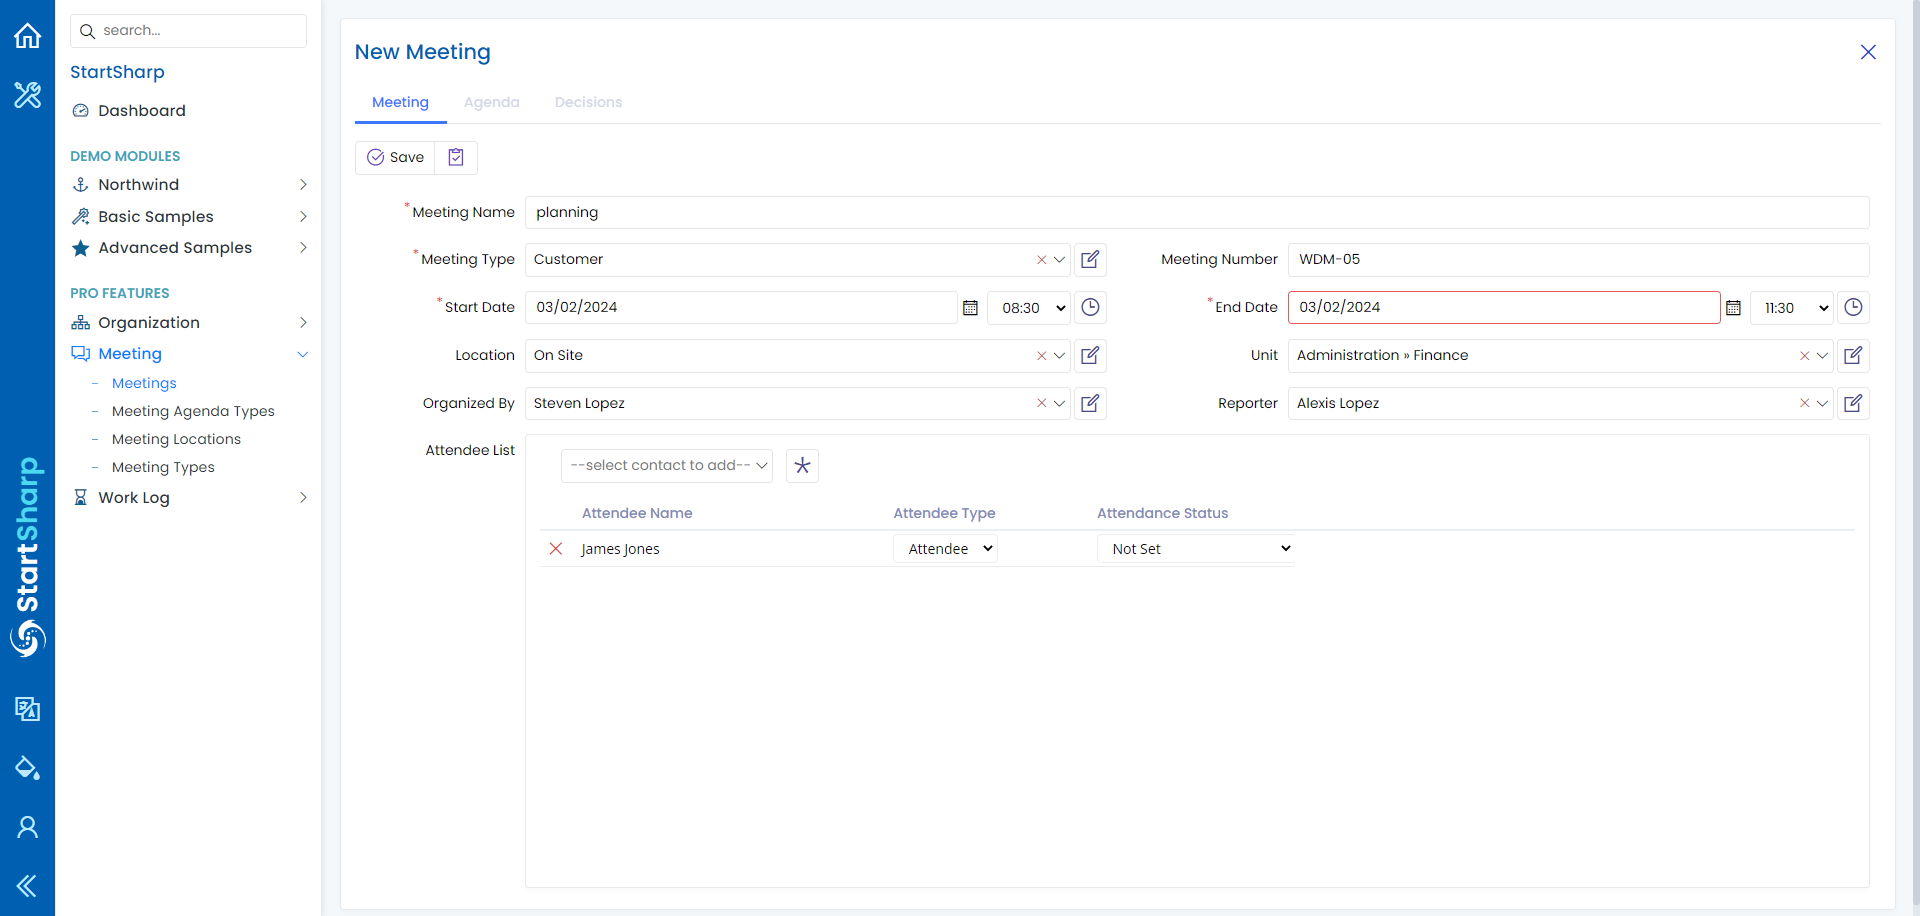 search...
StartSharp
Dashboard
DEMO MODULES
Northwind
Basic Samples
Advanced Samples
PRO FEATURES
Organization
Meeting
Meetings
Meeting Agenda Types
Meeting Locations
Meeting Types
Work Log
StartSharp
New Meeting
Meeting Agenda Decisions
Save
*Meeting Name planning
*Meeting Type Customer Meeting Number WDM-05
*Start Date 03/02/2024 08:30 *End Date 03/02/2024 11:30
Location On Site Unit Administration » Finance
Organized By Steven Lopez Reporter Alexis Lopez
Attendee List
--select contact to add--
Attendee Name Attendee Type Attendance Status
James Jones Attendee Not Set